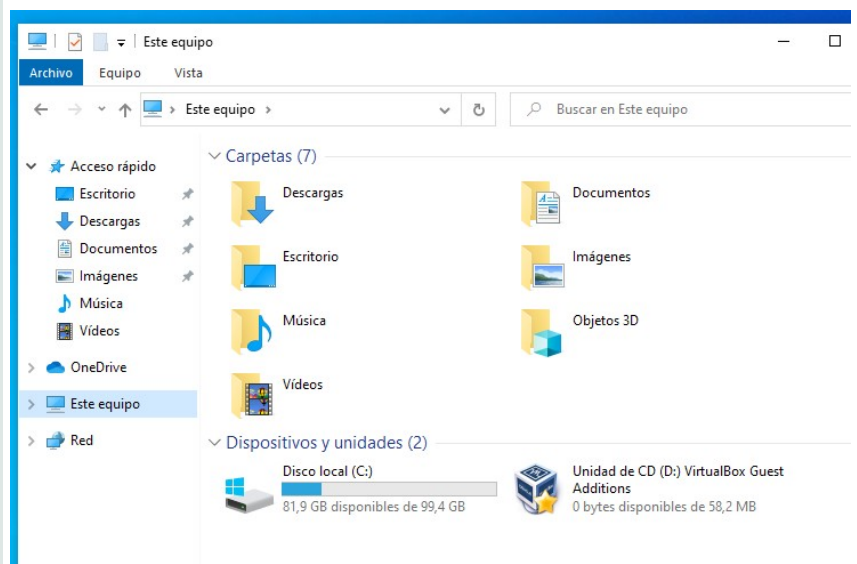 Este equipo
Archivo Equipo Vista
Este equipo
Buscar en Este equipo
Acceso rápido
Escritorio
Descargas
Documentos
Imágenes
Música
Vídeos
OneDrive
Este equipo
Red
Carpetas (7)
Descargas
Documentos
Escritorio
Imágenes
Música
Objetos 3D
Vídeos
Dispositivos y unidades (2)
Disco local (C:)
81,9 GB disponibles de 99,4 GB
Unidad de CD (D:) VirtualBox Guest
Additions
0 bytes disponibles de 58,2 MB